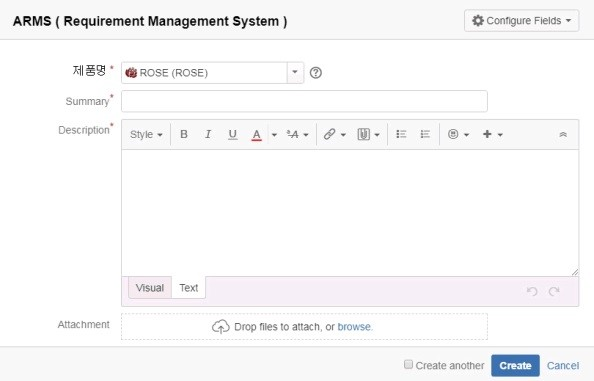 ARMS ( Requirement Management System )
Configure Fields
제품명 *
ROSE (ROSE)
Summary*
Description*
Style
B I U A
Visual Text
Attachment
Drop files to attach, or browse.
Create another Create Cancel